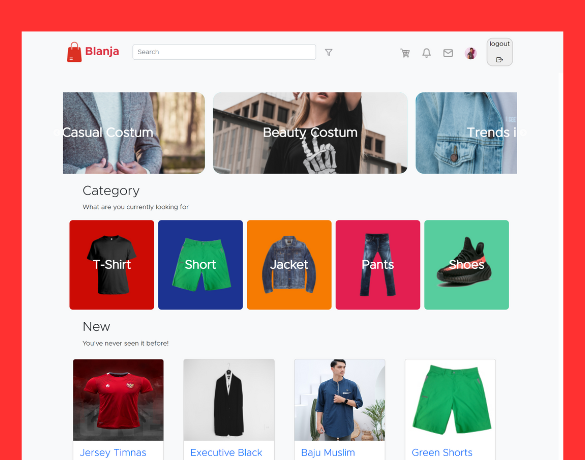 Blanja
Search
logout
Casual Costum
Beauty Costum
Trends i
Category
What are you currently looking for
T-Shirt
Short
Jacket
Pants
Shoes
New
You've never seen it before!
Jersey Timnas
Executive Black
Baju Muslim
Green Shorts